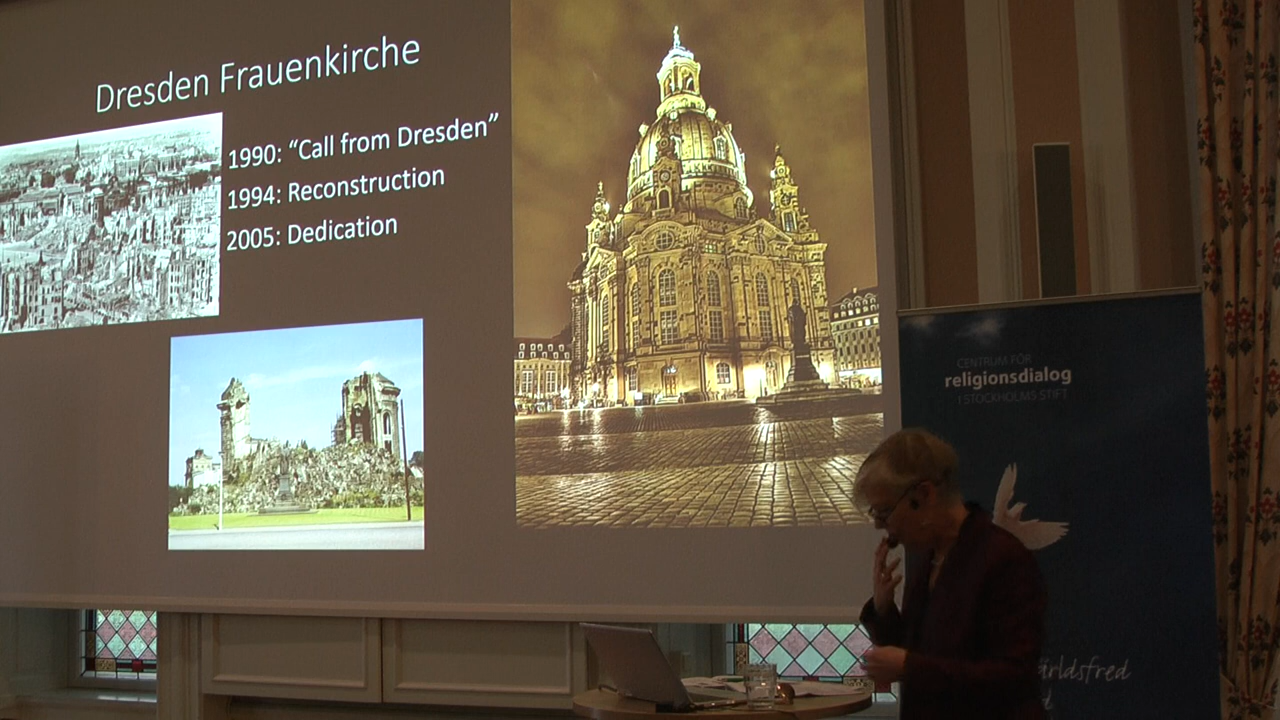 Dresden Frauenkirche
1990: “Call from Dresden”
1994: Reconstruction
2005: Dedication
CENTRUM FÖR
religionsdialog
I STOCKHOLMS STIFT
ärldsfred